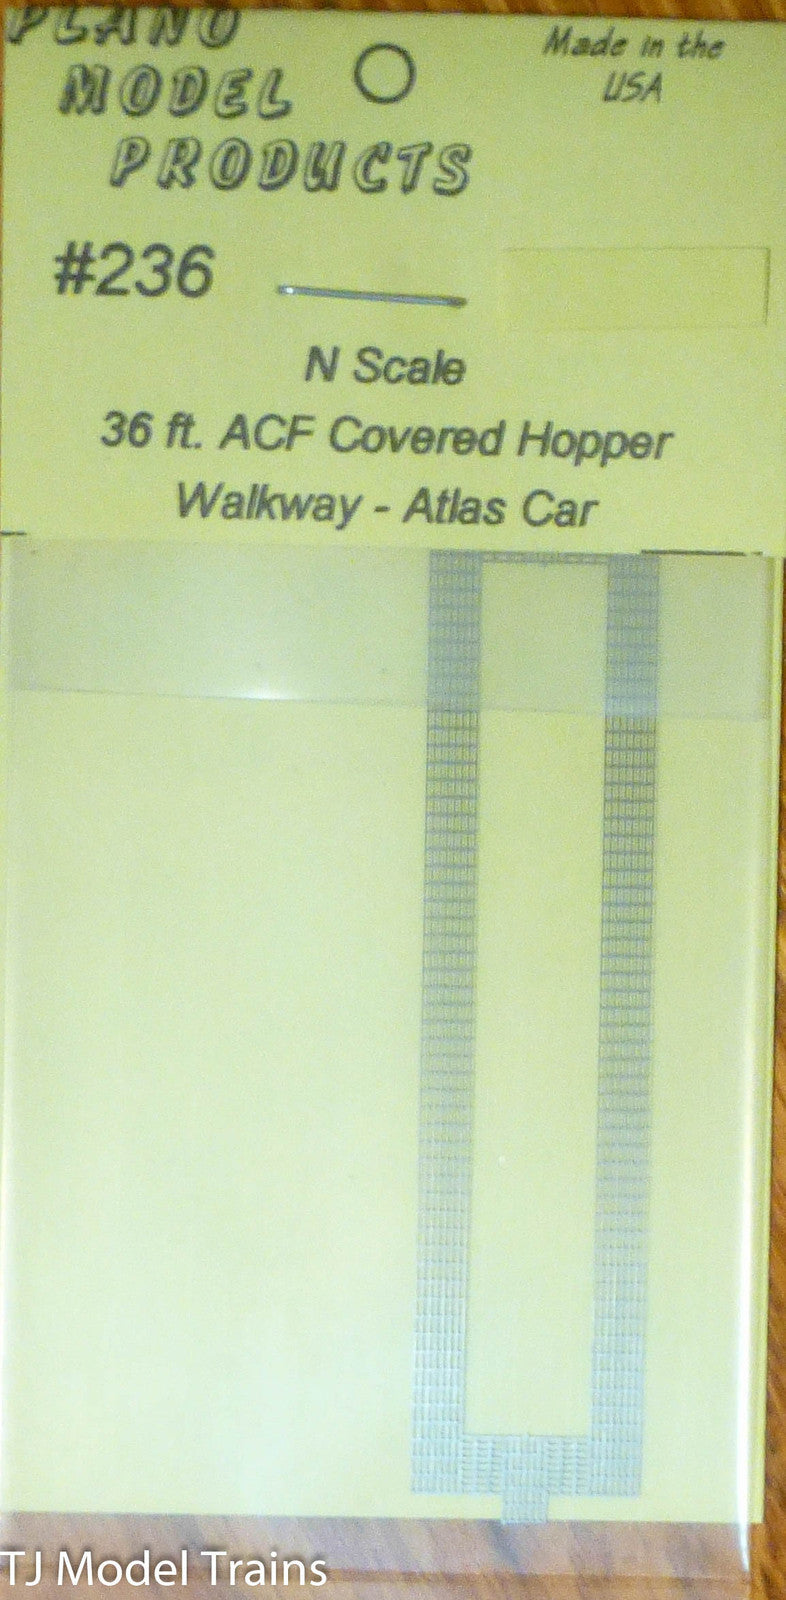 PLANO
MODEL
PRODUCTS
Made in the
USA
#236
N Scale
36 ft. ACF Covered Hopper
Walkway - Atlas Car
TJ Model Trains